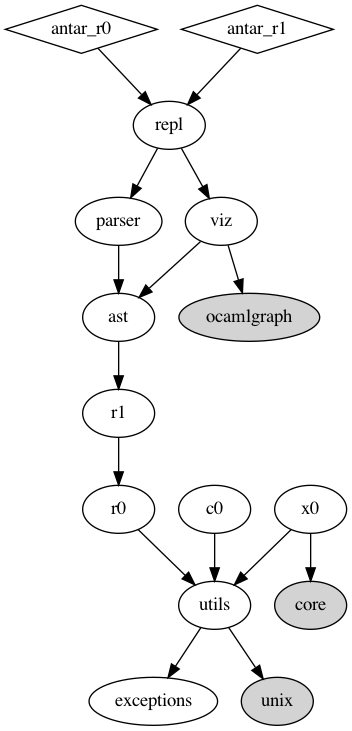 antar_r0
antar_r1
repl
parser
viz
ast
ocamlgraph
r1
r0
c0
x0
utils
core
exceptions
unix